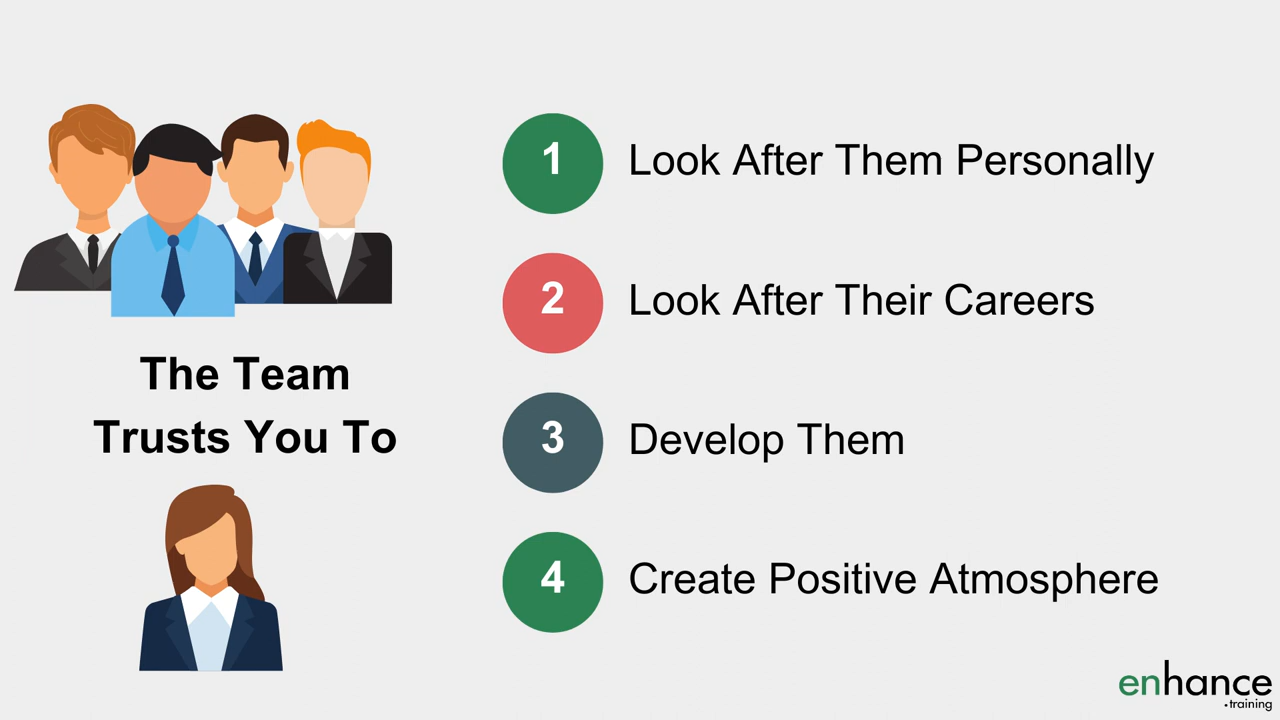 The Team
Trusts You To
1 Look After Them Personally
2 Look After Their Careers
3 Develop Them
4 Create Positive Atmosphere
enhance
•training